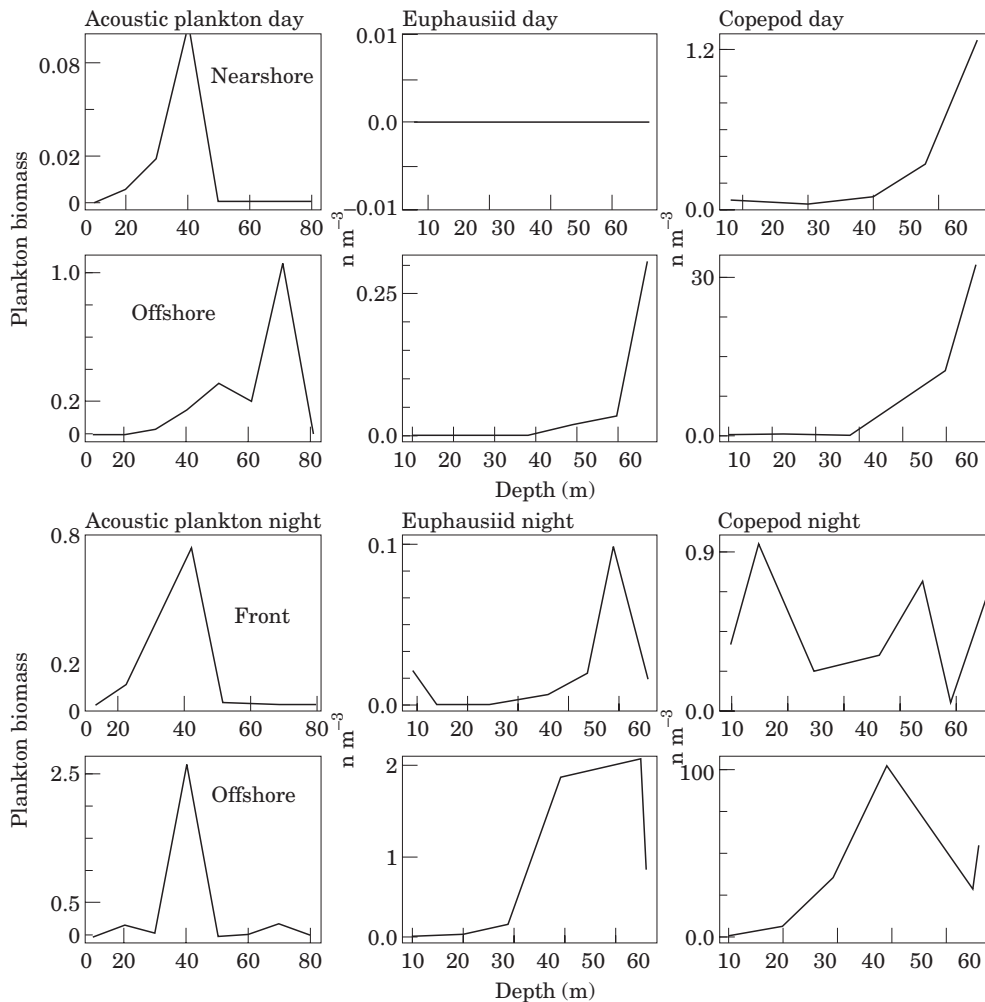 Acoustic plankton day
Euphausiid day
Copepod day
Plankton biomass
0.08
0.02
0
Nearshore
0 20 40 60 80
n m−3
0.01
0.0
−0.01
10 20 30 40 50 60
n m−3
1.2
0.0
10 20 30 40 50 60
1.0
0.2
0
Offshore
0 20 40 60 80
0.25
0.0
10 20 30 40 50 60
Depth (m)
30
0.0
10 20 30 40 50 60
Acoustic plankton night
Euphausiid night
Copepod night
Plankton biomass
0.8
0.2
0
Front
0 20 40 60 80
n m−3
0.1
0.0
10 20 30 40 50 60
n m−3
0.9
0.0
10 20 30 40 50 60
2.5
0.5
0
Offshore
0 20 40 60 80
2
1
0.0
10 20 30 40 50 60
Depth (m)
100
0.0
10 20 30 40 50 60